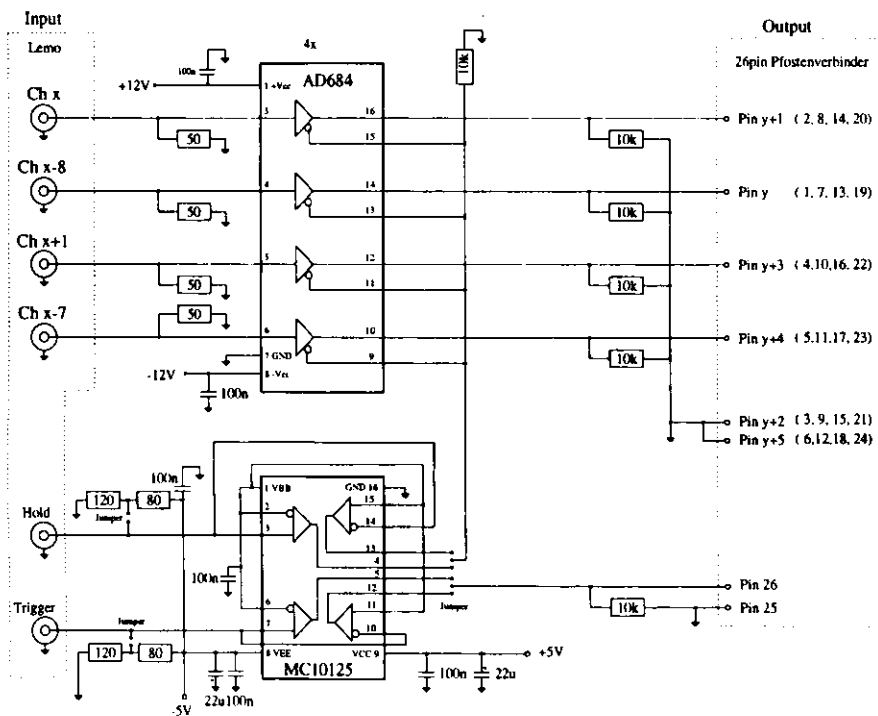 Input
Lemo
Output
26pin Pfostenverbinder
4x
AD684
100n
+12V
1 +Vcc
10k
Ch x
3
16
15
50
10k
Pin y+1 ( 2, 8, 14, 20)
Ch x-8
4
14
13
50
10k
Pin y ( 1, 7, 13, 19)
Ch x+1
5
12
11
50
10k
Pin y+3 ( 4,10,16, 22)
Ch x-7
50
6
10
9
10k
Pin y+4 ( 5,11,17, 23)
7 GND
-12V
8 -Vcc
100n
Pin y+2 ( 3, 9, 15, 21)
Pin y+5 ( 6,12, 18, 24)
100n
1 VBB
GND 16
120
80
Jumper
2
15
14
Hold
3
13
4
100n
5
12
Jumper
Pin 26
6
11
10k
Pin 25
Trigger
7
10
Jumper
120
80
8 VEE
VCC 9
+5V
MC10125
22u
100n
100n
22u
-5V